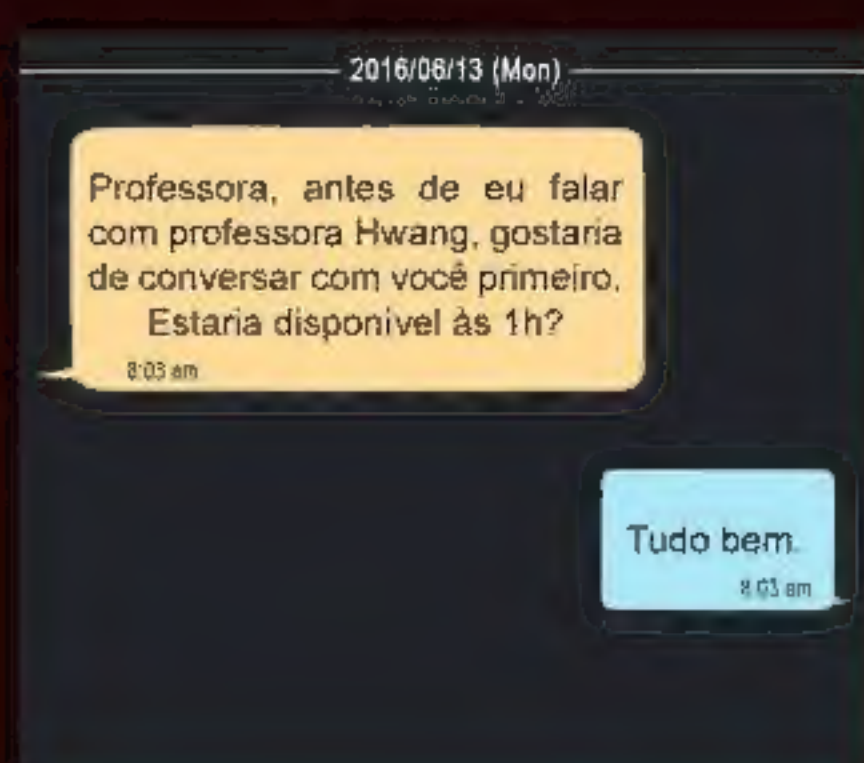 2016/06/13 (Mon)
Professora, antes de eu falar
com professora Hwang, gostaria
de conversar com você primeiro.
Estaria disponivel às 1h?
8:03 am
Tudo bem.
8:03 am